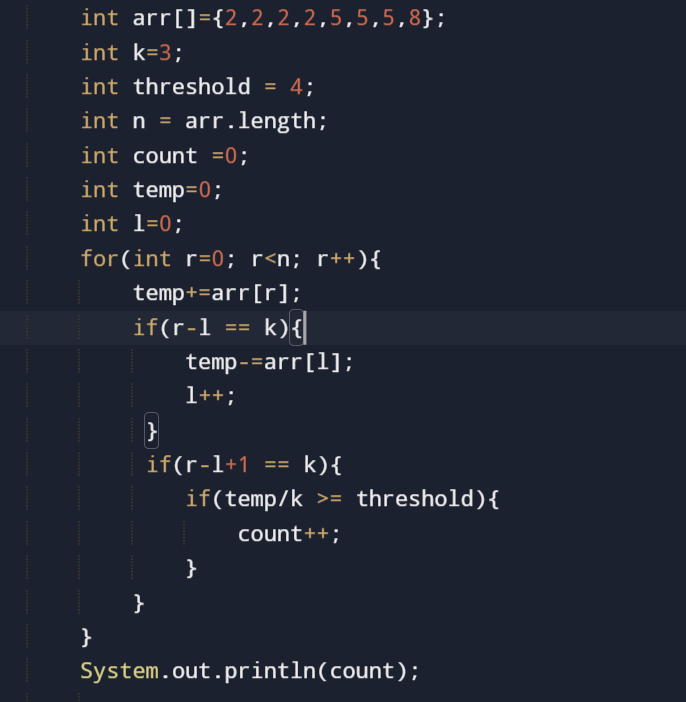 int arr[]={2,2,2,2,5,5,5,8};
int k=3;
int threshold = 4;
int n = arr.length;
int count =0;
int temp=0;
int l=0;
for(int r=0; r<n; r++){
temp+=arr[r];
if(r-l == k){
temp-=arr[l];
l++;
}
if(r-l+1 == k){
if(temp/k >= threshold){
count++;
}
}
}
System.out.println(count);